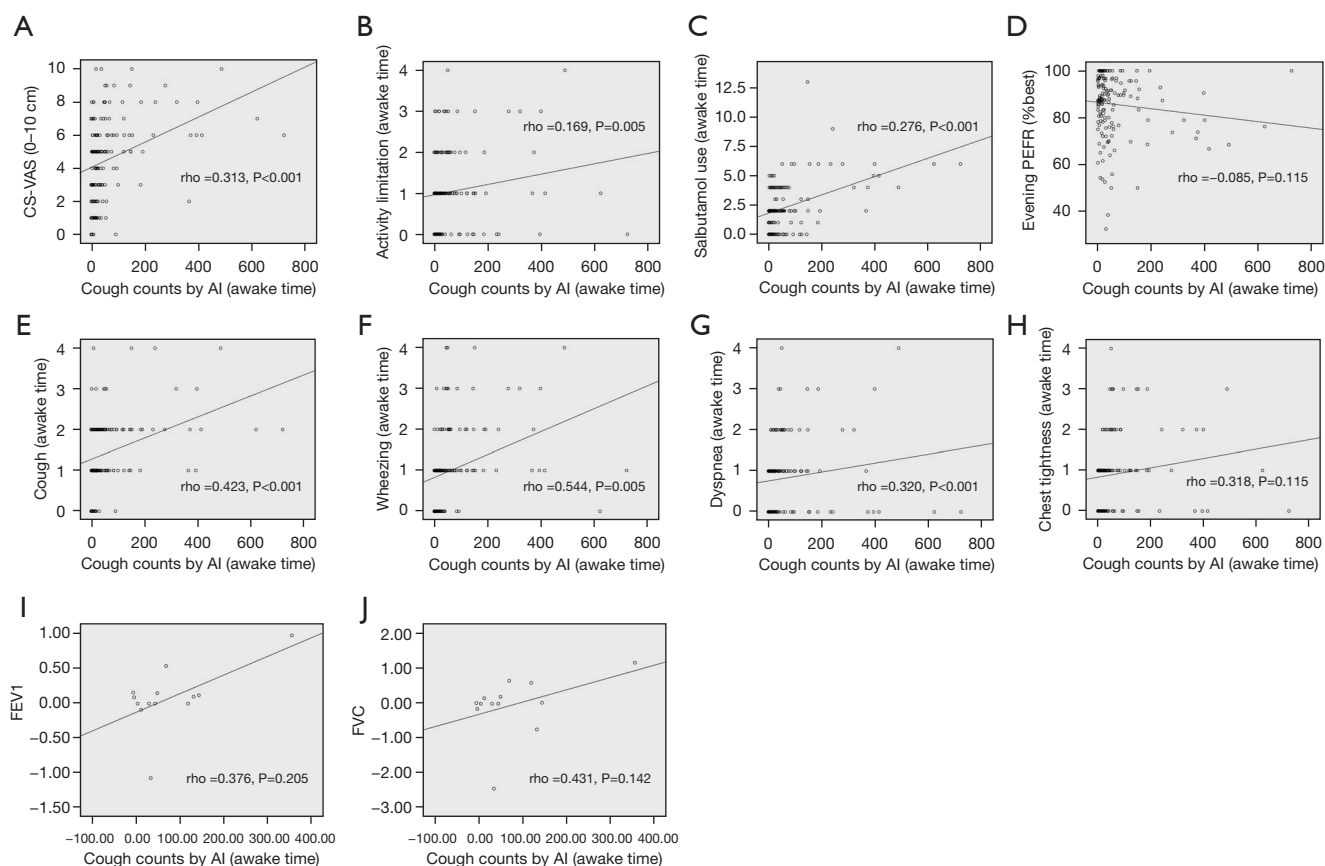 A
CS-VAS (0–10 cm)
10
8
6
4
2
0
rho =0.313, P<0.001
0 200 400 600 800
Cough counts by AI (awake time)
B
Activity limitation (awake time)
4
3
2
1
0
rho =0.169, P=0.005
0 200 400 600 800
Cough counts by AI (awake time)
C
Salbutamol use (awake time)
12.5
10.0
7.5
5.0
2.5
0.0
rho =0.276, P<0.001
0 200 400 600 800
Cough counts by AI (awake time)
D
Evening PEFR (%best)
100
80
60
40
rho =−0.085, P=0.115
0 200 400 600 800
Cough counts by AI (awake time)
E
Cough (awake time)
4
3
2
1
0
rho =0.423, P<0.001
0 200 400 600 800
Cough counts by AI (awake time)
F
Wheezing (awake time)
4
3
2
1
0
rho =0.544, P=0.005
0 200 400 600 800
Cough counts by AI (awake time)
G
Dyspnea (awake time)
4
3
2
1
0
rho =0.320, P<0.001
0 200 400 600 800
Cough counts by AI (awake time)
H
Chest tightness (awake time)
4
3
2
1
0
rho =0.318, P=0.115
0 200 400 600 800
Cough counts by AI (awake time)
I
FEV1
1.00
0.50
0.00
−0.50
−1.00
−1.50
rho =0.376, P=0.205
−100.00 0.00 100.00 200.00 300.00 400.00
Cough counts by AI (awake time)
J
FVC
2.00
1.00
0.00
−1.00
−2.00
−3.00
rho =0.431, P=0.142
−100.00 0.00 100.00 200.00 300.00 400.00
Cough counts by AI (awake time)